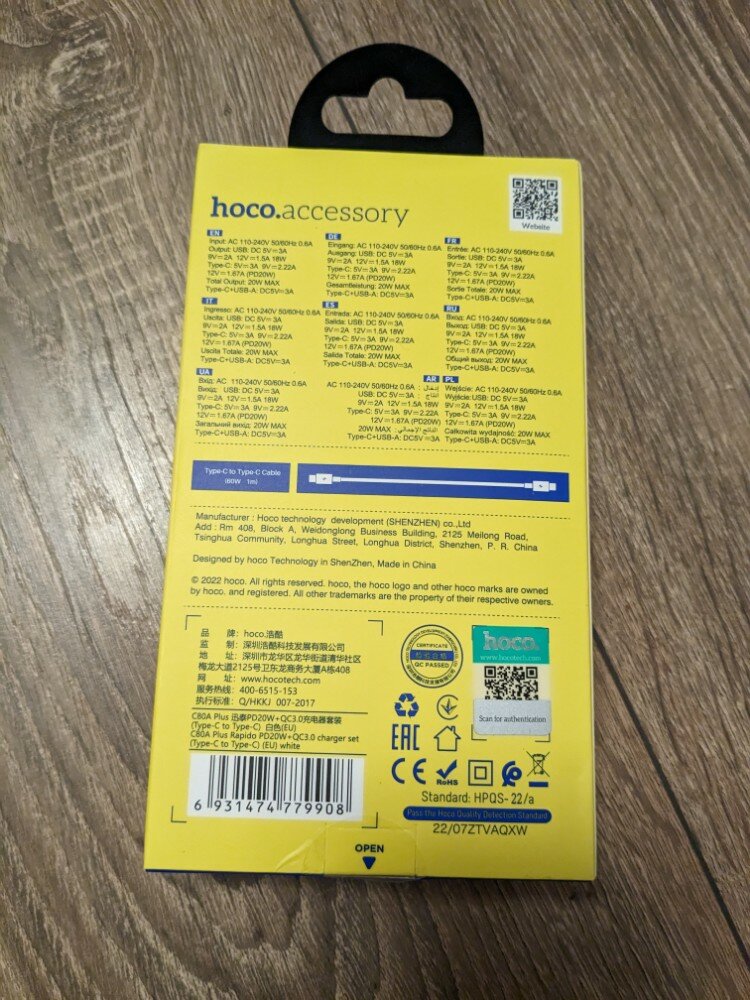 hoco.accessory
Website
EN
Input: AC 110-240V 50/60Hz 0.6A
Output: USB: DC 5V⎓3A
9V⎓2A 12V⎓1.5A 18W
Type-C: 5V⎓3A 9V⎓2.22A
12V⎓1.67A (PD20W)
Total Output: 20W MAX
Type-C+USB-A: DC5V⎓3A
DE
Eingang: AC 110-240V 50/60Hz 0.6A
Ausgang: USB: DC 5V⎓3A
9V⎓2A 12V⎓1.5A 18W
Type-C: 5V⎓3A 9V⎓2.22A
12V⎓1.67A (PD20W)
Gesamtleistung: 20W MAX
Type-C+USB-A: DC5V⎓3A
FR
Entrée: AC 110-240V 50/60Hz 0.6A
Sortie: USB: DC 5V⎓3A
9V⎓2A 12V⎓1.5A 18W
Type-C: 5V⎓3A 9V⎓2.22A
12V⎓1.67A (PD20W)
Sortie Totale: 20W MAX
Type-C+USB-A: DC5V⎓3A
IT
Ingresso: AC 110-240V 50/60Hz 0.6A
Uscita: USB: DC 5V⎓3A
9V⎓2A 12V⎓1.5A 18W
Type-C: 5V⎓3A 9V⎓2.22A
12V⎓1.67A (PD20W)
Uscita Totale: 20W MAX
Type-C+USB-A: DC5V⎓3A
ES
Entrada: AC 110-240V 50/60Hz 0.6A
Salida: USB: DC 5V⎓3A
9V⎓2A 12V⎓1.5A 18W
Type-C: 5V⎓3A 9V⎓2.22A
12V⎓1.67A (PD20W)
Salida Totale: 20W MAX
Type-C+USB-A: DC5V⎓3A
RU
Вход: AC 110-240V 50/60Hz 0.6A
Выход: USB: DC 5V⎓3A
9V⎓2A 12V⎓1.5A 18W
Type-C: 5V⎓3A 9V⎓2.22A
12V⎓1.67A (PD20W)
Общий выход: 20W MAX
Type-C+USB-A: DC5V⎓3A
UA
Вхід: AC 110-240V 50/60Hz 0.6A
Вихід: USB: DC 5V⎓3A
9V⎓2A 12V⎓1.5A 18W
Type-C: 5V⎓3A 9V⎓2.22A
12V⎓1.67A (PD20W)
Загальний вихід: 20W MAX
Type-C+USB-A: DC5V⎓3A
AR
إدخال: AC 110-240V 50/60Hz 0.6A
انتاج: USB: DC 5V⎓3A
9V⎓2A 12V⎓1.5A 18W
Type-C: 5V⎓3A 9V⎓2.22A
12V⎓1.67A (PD20W)
الناتج الإجمالي: 20W MAX
Type-C+USB-A: DC5V⎓3A
PL
Wejście: AC 110-240V 50/60Hz 0.6A
Wyjście: USB: DC 5V⎓3A
9V⎓2A 12V⎓1.5A 18W
Type-C: 5V⎓3A 9V⎓2.22A
12V⎓1.67A (PD20W)
Całkowita wydajność: 20W MAX
Type-C+USB-A: DC5V⎓3A
Type-C to Type-C Cable
(60W 1m)
Manufacturer : Hoco technology development (SHENZHEN) co.,Ltd
Add : Rm 408, Block A, Weidonglong Business Building, 2125 Meilong Road,
Tsinghua Community, Longhua Street, Longhua District, Shenzhen, P. R. China
Designed by hoco Technology in ShenZhen, Made in China
© 2022 hoco. All rights reserved. hoco, the hoco logo and other hoco marks are owned
by hoco. and registered. All other trademarks are the property of their respective owners.
品 牌: hoco.浩酷
监 制: 深圳浩酷科技发展有限公司
地 址: 深圳市龙华区龙华街道清华社区
梅龙大道2125号卫东龙商务大厦A栋408
网 址: www.hocotech.com
服务热线: 400-6515-153
执行标准: Q/HKKJ 007-2017
C80A Plus 迅泰PD20W+QC3.0充电器套装
(Type-C to Type-C) 白色(EU)
C80A Plus Rapido PD20W+QC3.0 charger set
(Type-C to Type-C) (EU) white
6 931474 779908
CERTIFICATE
检验合格
QC PASSED
hoco.
www.hocotech.com
Scan for authentication
EAC
CE
RoHS
Standard: HPQS- 22/a
Pass the Hoco Quality Detection Standard
22/07ZTVAQXW
OPEN